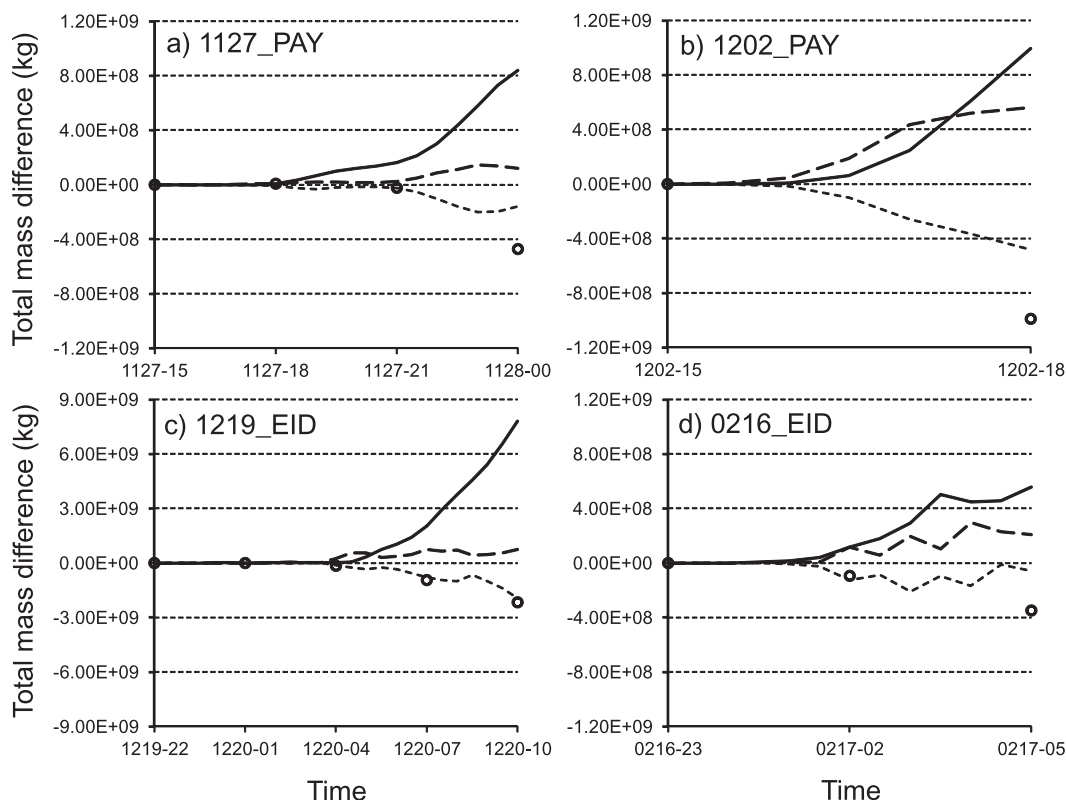 Total mass difference (kg)
a) 1127_PAY
1.20E+09
8.00E+08
4.00E+08
0.00E+00
-4.00E+08
-8.00E+08
-1.20E+09
1127-15 1127-18 1127-21 1128-00
b) 1202_PAY
1.20E+09
8.00E+08
4.00E+08
0.00E+00
-4.00E+08
-8.00E+08
-1.20E+09
1202-15 1202-18
Total mass difference (kg)
c) 1219_EID
9.00E+09
6.00E+09
3.00E+09
0.00E+00
-3.00E+09
-6.00E+09
-9.00E+09
1219-22 1220-01 1220-04 1220-07 1220-10
Time
d) 0216_EID
1.20E+09
8.00E+08
4.00E+08
0.00E+00
-4.00E+08
-8.00E+08
-1.20E+09
0216-23 0217-02 0217-05
Time